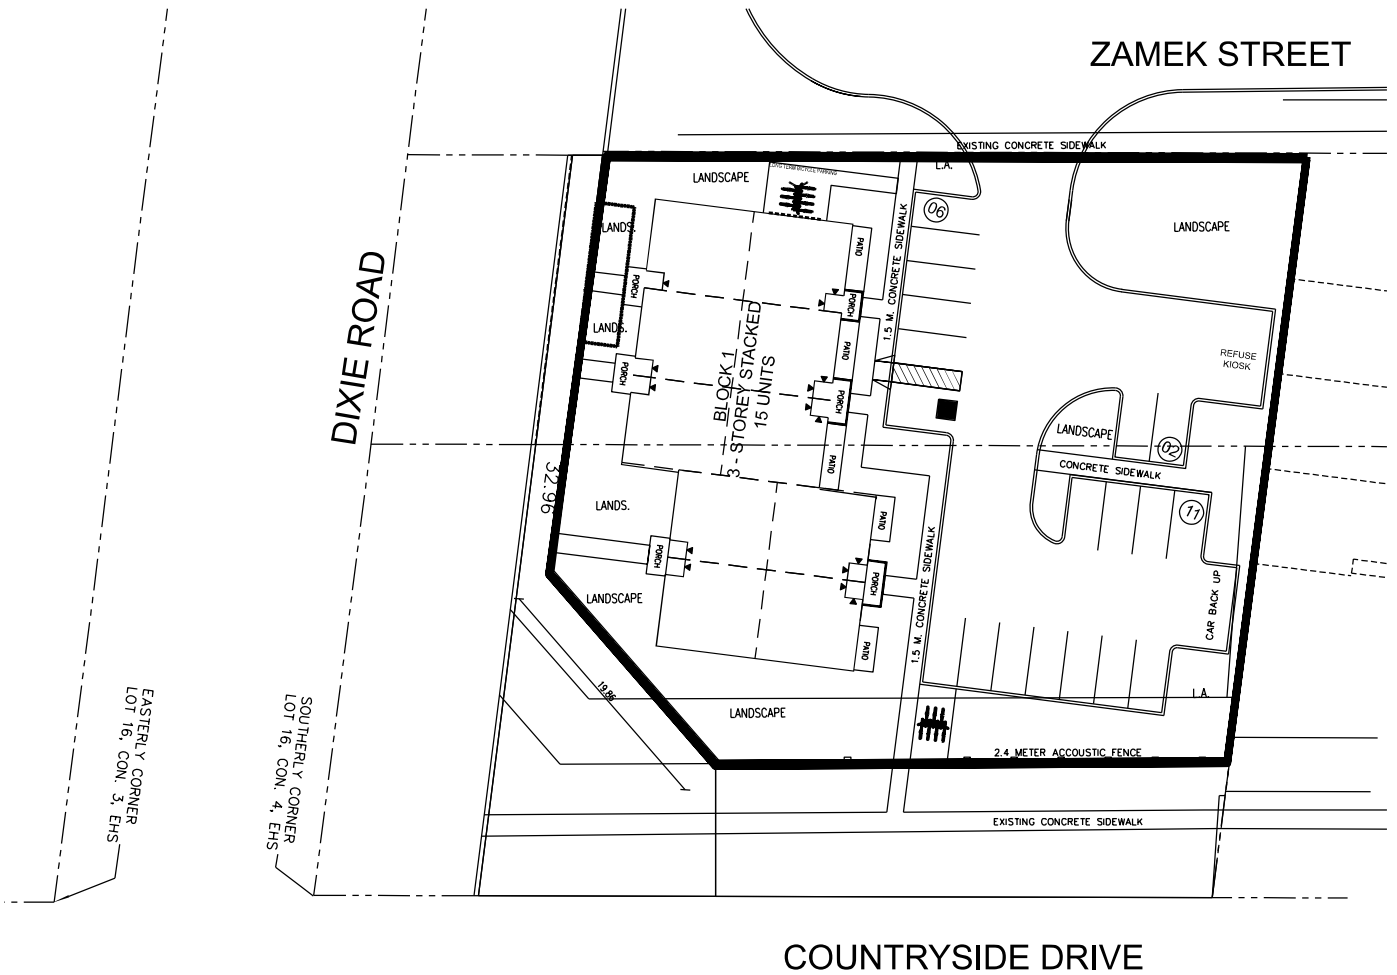 ZAMEK STREET
EXISTING CONCRETE SIDEWALK
L.A.
LONG TERM BICYCLE PARKING
LANDSCAPE
06
LANDS.
PATIO
1.5 M. CONCRETE SIDEWALK
LANDSCAPE
DIXIE ROAD
PORCH
PORCH
LANDS.
PATIO
REFUSE
KIOSK
PORCH
BLOCK 1
3 - STOREY STACKED
15 UNITS
PORCH
LANDSCAPE
02
PATIO
CONCRETE SIDEWALK
32.96
LANDS.
PATIO
11
PORCH
PORCH
1.5 M. CONCRETE SIDEWALK
CAR BACK UP
LANDSCAPE
PATIO
19.86
L.A.
LANDSCAPE
2.4 METER ACCOUSTIC FENCE
EASTERLY CORNER
LOT 16, CON. 3, EHS
SOUTHERLY CORNER
LOT 16, CON. 4, EHS
EXISTING CONCRETE SIDEWALK
COUNTRYSIDE DRIVE